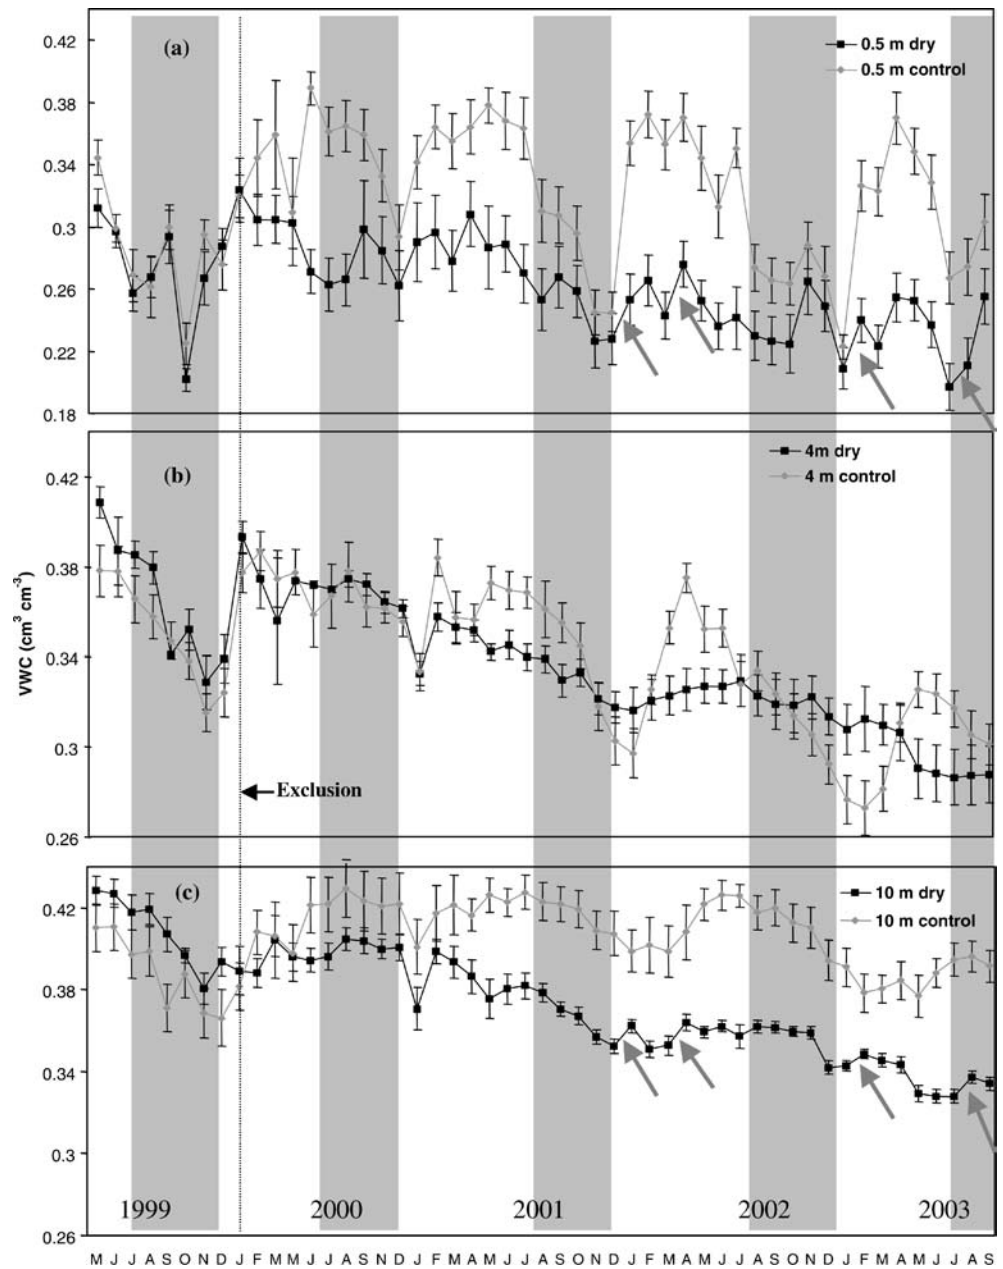 (a)
0.5 m dry
0.5 m control
0.42
0.38
0.34
0.3
0.26
0.22
0.18
(b)
4m dry
4 m control
0.42
0.38
0.34
0.3
0.26
Exclusion
VWC (cm³ cm⁻³)
(c)
10 m dry
10 m control
0.42
0.38
0.34
0.3
0.26
1999 2000 2001 2002 2003
M J J A S O N D J F M M J J A S N D J F M A M J J A S O N D J F M A M J J A S O N D J F M A M J J A S